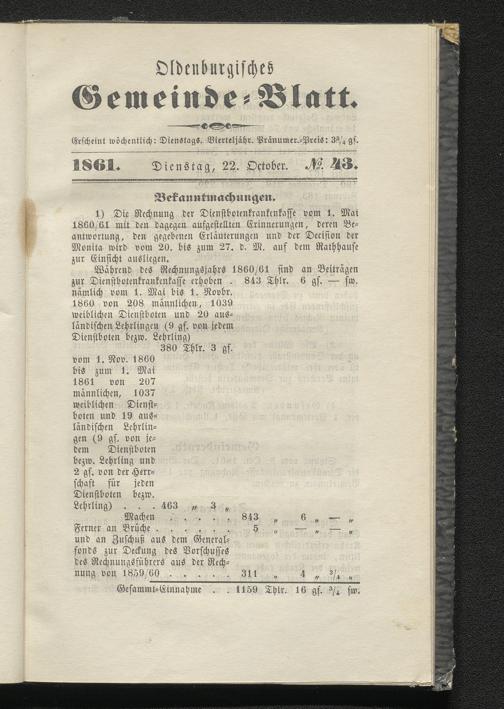 Oldenburgisches
Gemeinde-Blatt.
Erscheint wöchentlich: Dienstags. Vierteljähr. Pränumer.-Preis: 3¾ gs.
1861. Dienstag, 22. October. № 43.
Bekanntmachungen.
1) Die Rechnung der Dienstbotenkrankenkasse vom 1. Mai
1860/61 mit den dagegen aufgestellten Erinnerungen, deren Be-
antwortung, den gegebenen Erläuterungen und der Decision der
Monita wird vom 20. bis zum 27. d. M. auf dem Rathhause
zur Einsicht ausliegen.
Während des Rechnungsjahrs 1860/61 sind an Beiträgen
zur Dienstbotenkrankenkasse erhoben . 843 Thlr. 6 gs. — sw.
nämlich vom 1. Mai bis 1. Novbr.
1860 von 208 männlichen, 1039
weiblichen Dienstboten und 20 aus-
ländischen Lehrlingen (9 gs. von jedem
Dienstboten bezw. Lehrling)
380 Thlr. 3 gs.
vom 1. Nov. 1860
bis zum 1. Mai
1861 von 207
männlichen, 1037
weiblichen Dienst-
boten und 19 aus-
ländischen Lehrlin-
gen (9 gs. von je-
dem Dienstboten
bezw. Lehrling und
2 gs. von der Herr-
schaft für jeden
Dienstboten bezw.
Lehrling) . . . 463 „ 3 „
Machen . . . . 843 „ 6 „ — „
Ferner an Brüche . . . . . . 5 „ — „ — „
und an Zuschuß aus dem General-
fonds zur Deckung des Vorschusses
des Rechnungsführers aus der Rech-
nung von 1859/60 . . . . . 311 „ 4 „ ¾ „
Gesammt-Einnahme . . 1159 Thlr. 16 gs. ¾ sw.